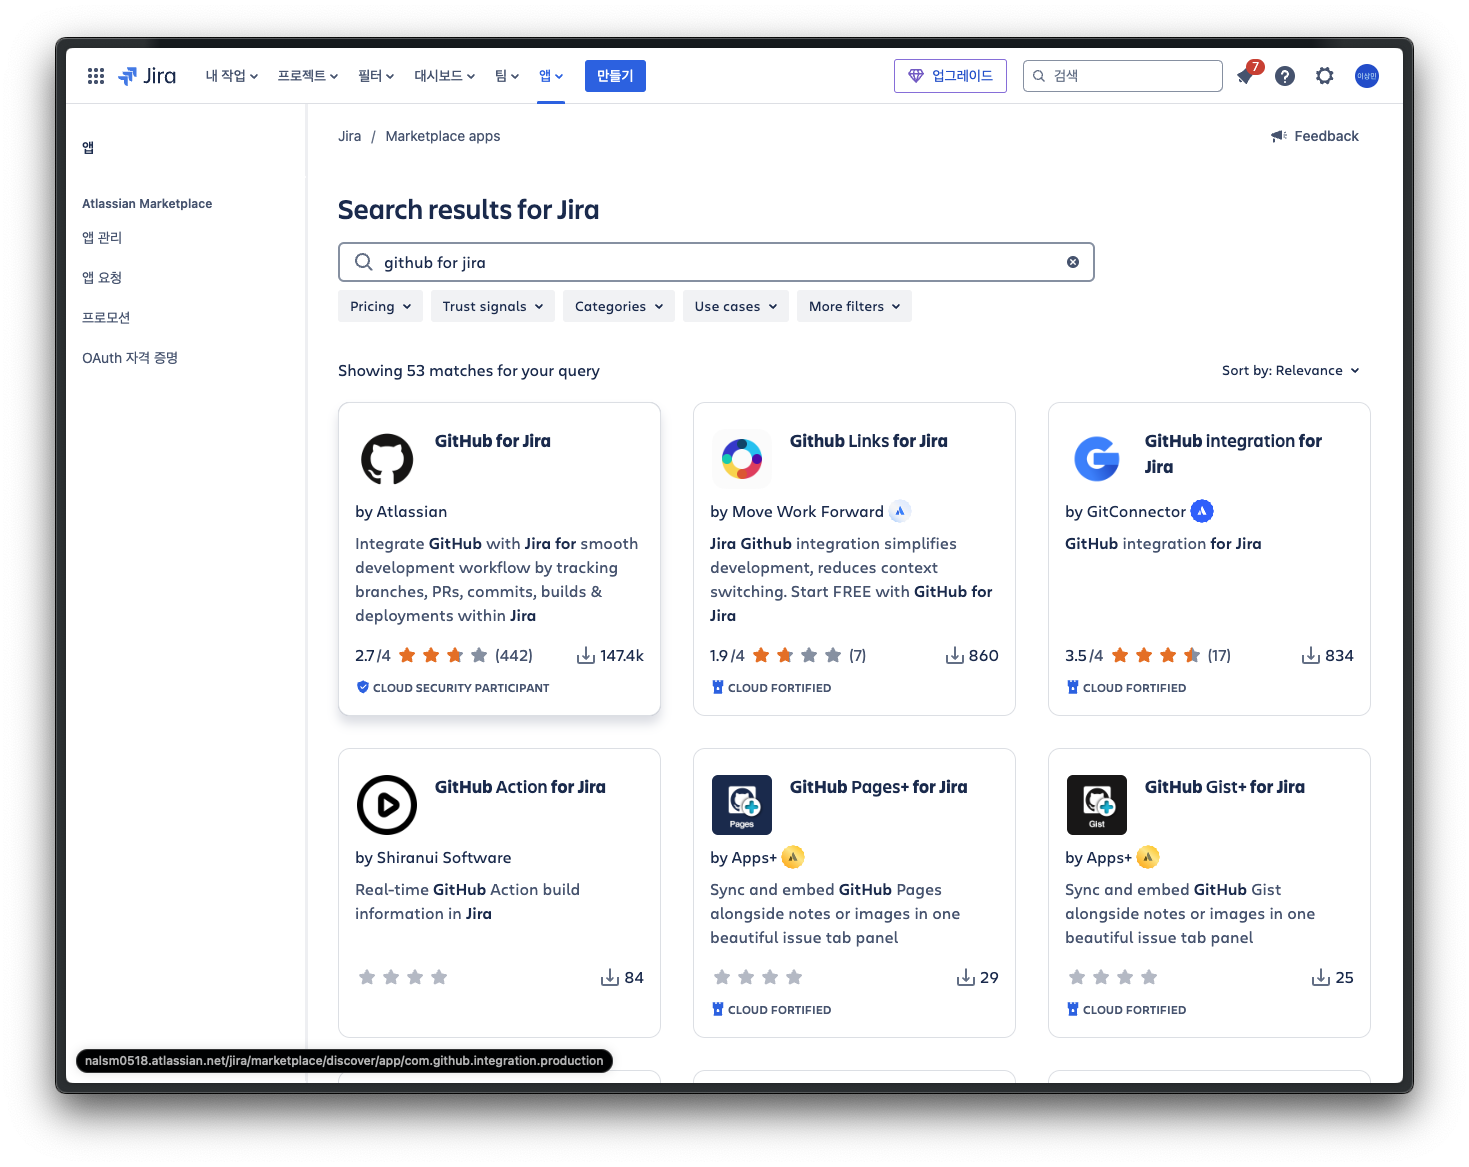 Jira 내 작업 프로젝트 필터 대시보드 팀 앱 만들기 업그레이드 검색 7 이상민
앱
Atlassian Marketplace
앱 관리
앱 요청
프로모션
OAuth 자격 증명
Jira / Marketplace apps
Feedback
Search results for Jira
github for jira
Pricing Trust signals Categories Use cases More filters
Showing 53 matches for your query
Sort by: Relevance
GitHub for Jira
by Atlassian
Integrate GitHub with Jira for smooth
development workflow by tracking
branches, PRs, commits, builds &
deployments within Jira
2.7/4 (442) 147.4k
CLOUD SECURITY PARTICIPANT
Github Links for Jira
by Move Work Forward
Jira Github integration simplifies
development, reduces context
switching. Start FREE with GitHub for
Jira
1.9/4 (7) 860
CLOUD FORTIFIED
GitHub integration for
Jira
by GitConnector
GitHub integration for Jira
3.5/4 (17) 834
CLOUD FORTIFIED
GitHub Action for Jira
by Shiranui Software
Real-time GitHub Action build
information in Jira
84
Pages
GitHub Pages+ for Jira
by Apps+
Sync and embed GitHub Pages
alongside notes or images in one
beautiful issue tab panel
29
CLOUD FORTIFIED
Gist
GitHub Gist+ for Jira
by Apps+
Sync and embed GitHub Gist
alongside notes or images in one
beautiful issue tab panel
25
CLOUD FORTIFIED
nalsm0518.atlassian.net/jira/marketplace/discover/app/com.github.integration.production